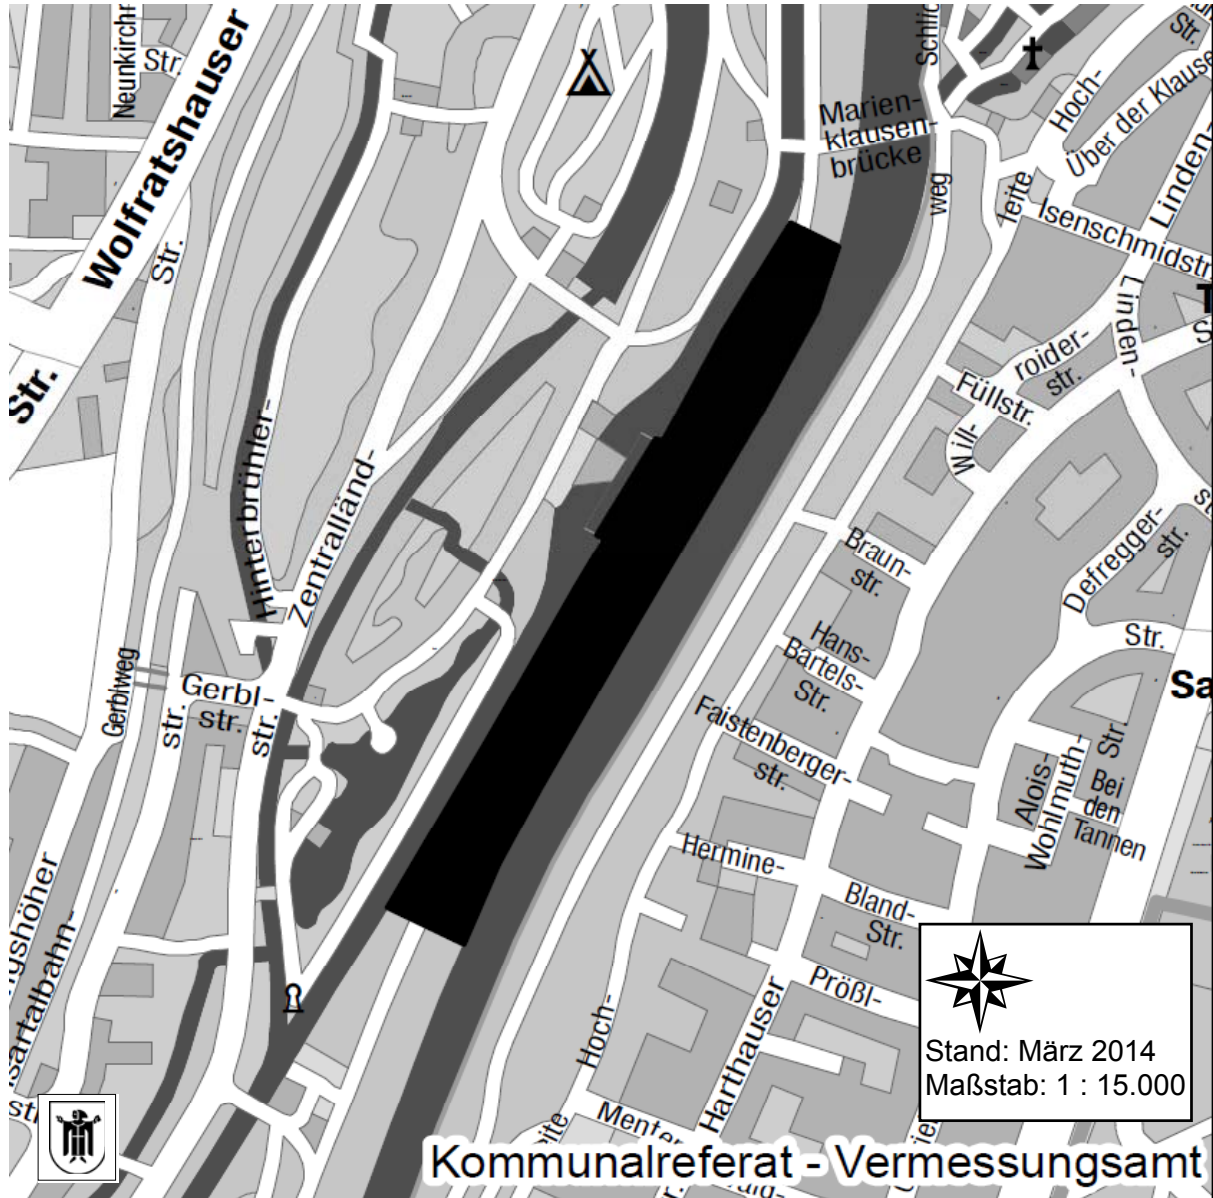 Neunkirchn
Str.
Wolfratshauser
Str.
Str.
Schlic
weg
Marien-
klausen-
brücke
Hoch-
leite
Über der Klause
Str.
Linden-
Isenschmidstr.
Linden-
roider-
str.
Füllstr.
Mill-
Hinterbrühler-
str.
Zentralländ-
str.
Gerblweg
Gerbl-
str.
Braun-
str.
Defregger-
str.
Str.
Hans-
Bartels-
Str.
Faistenberger-
str.
Alois-
Wohlmuth-
Str.
Bei
den
Tannen
Hermine-
Bland-
Str.
Prößl-
Hoch-
Harthauser
Menter
Stand: März 2014
Maßstab: 1 : 15.000
Kommunalreferat - Vermessungsamt